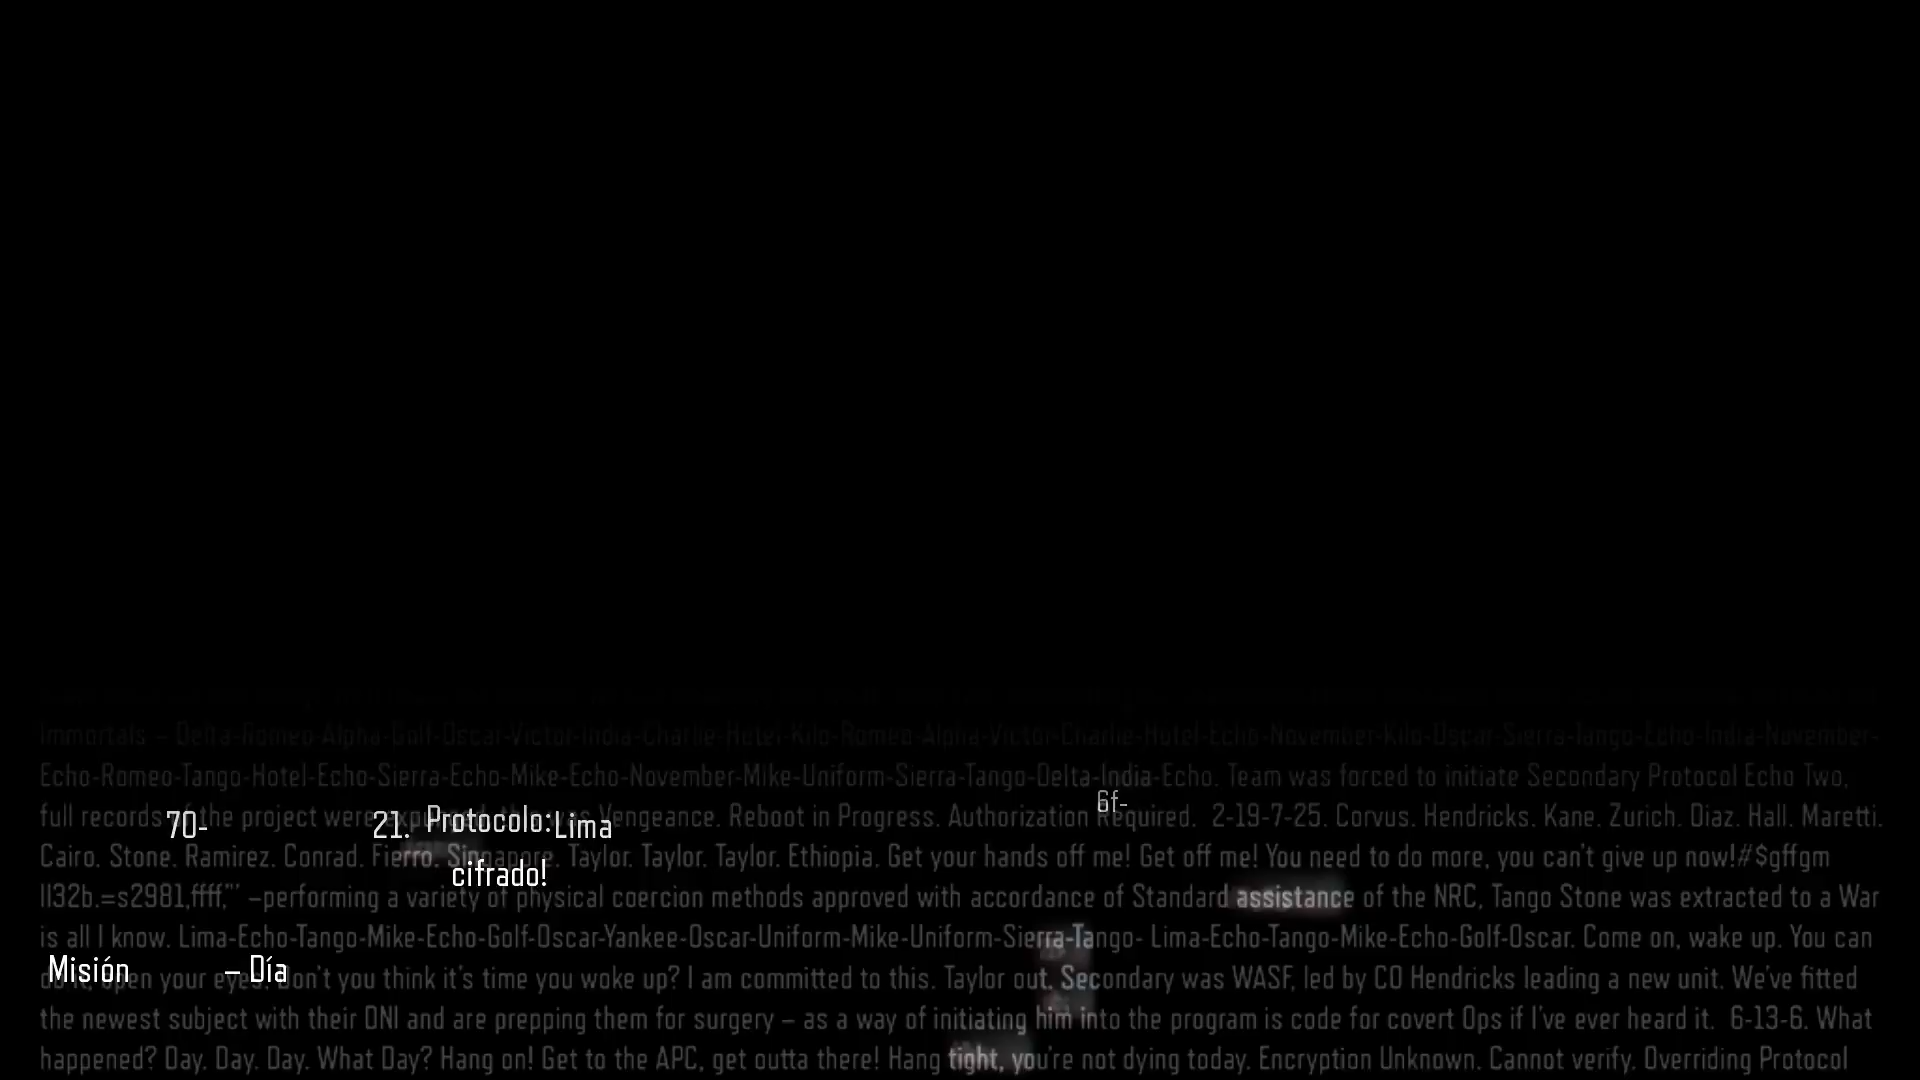 Immortals – Delta-Romeo-Alpha-Golf-Oscar-Victor-India-Charlie-Hotel-Kilo-Romeo-Alpha-Victor-Charlie-Hotel-Echo-November-Kilo-Oscar-Sierra-Tango-Echo-India-November-
Echo-Romeo-Tango-Hotel-Echo-Sierra-Echo-Mike-Echo-November-Mike-Uniform-Sierra-Tango-Delta-India-Echo. Team was forced to initiate Secondary Protocol Echo Two,
6f-
full records of the project were expunged, the Vengeance. Reboot in Progress. Authorization Required. 2-19-7-25. Corvus. Hendricks. Kane. Zurich. Diaz. Hall. Maretti.
70- 21. Protocolo: Lima
Cairo. Stone. Ramirez. Conrad. Fierro. Singapore. Taylor. Taylor. Taylor. Ethiopia. Get your hands off me! Get off me! You need to do more, you can't give up now!#$gffgm
cifrado!
ll32b.=s2981,ffff,"' –performing a variety of physical coercion methods approved with accordance of Standard assistance of the NRC, Tango Stone was extracted to a War
is all I know. Lima-Echo-Tango-Mike-Echo-Golf-Oscar-Yankee-Oscar-Uniform-Mike-Uniform-Sierra-Tango- Lima-Echo-Tango-Mike-Echo-Golf-Oscar. Come on, wake up. You can
Misión – Día
do it, open your eyes. Don't you think it's time you woke up? I am committed to this. Taylor out. Secondary was WASF, led by CO Hendricks leading a new unit. We've fitted
the newest subject with their DNI and are prepping them for surgery – as a way of initiating him into the program is code for covert Ops if I've ever heard it. 6-13-6. What
happened? Day. Day. Day. What Day? Hang on! Get to the APC, get outta there! Hang tight, you're not dying today. Encryption Unknown. Cannot verify. Overriding Protocol